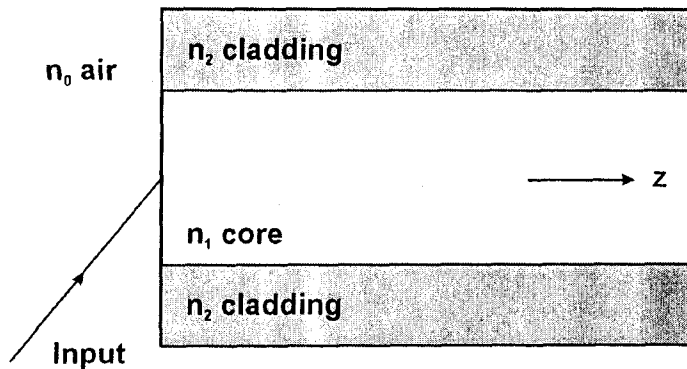 n₂ cladding
n₀ air
z
n₁ core
n₂ cladding
Input